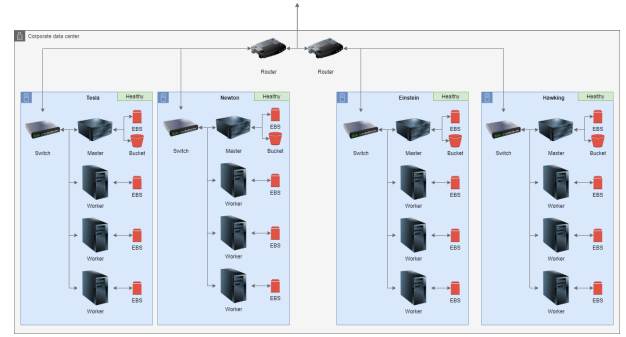 Corporate data center
Router
Router
Tesla
Healthy
Newton
Healthy
Einstein
Healthy
Hawking
Healthy
EBS
EBS
EBS
EBS
Switch
Master
Bucket
Switch
Master
Bucket
Switch
Master
Bucket
Switch
Master
Bucket
EBS
EBS
EBS
EBS
Worker
Worker
Worker
Worker
EBS
EBS
EBS
EBS
Worker
Worker
Worker
Worker
EBS
EBS
EBS
EBS
Worker
Worker
Worker
Worker